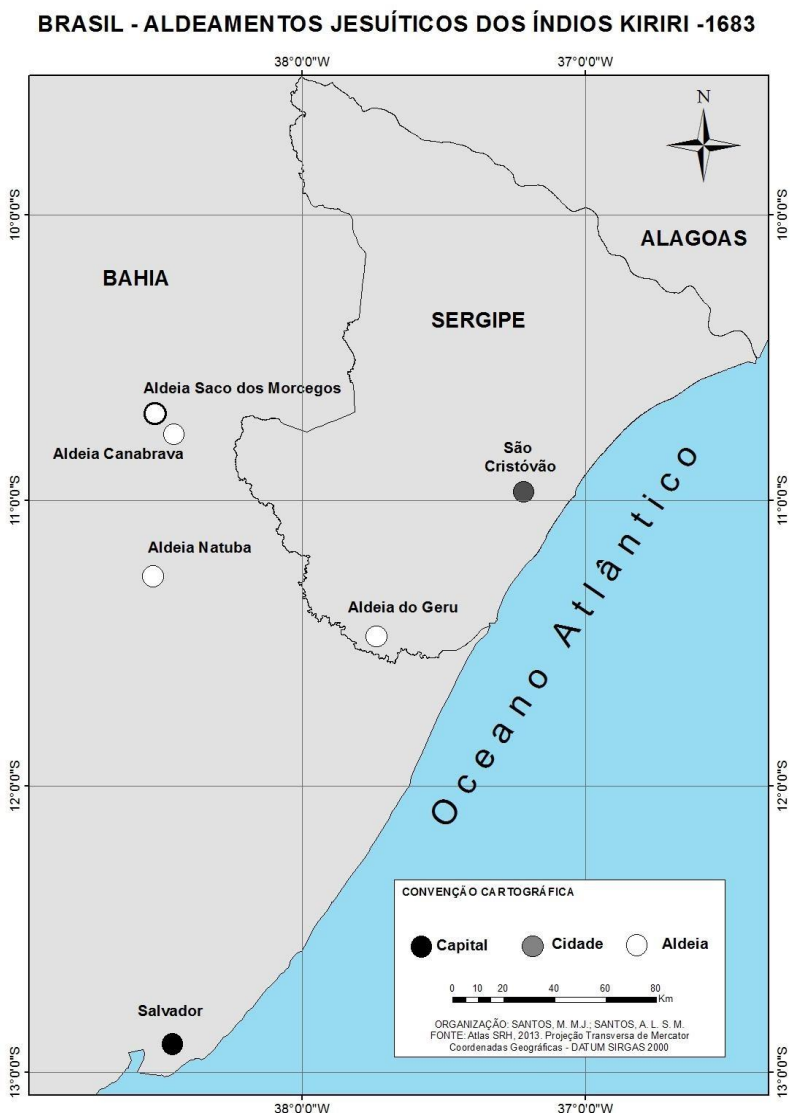 BRASIL - ALDEAMENTOS JESUÍTICOS DOS ÍNDIOS KIRIRI -1683
38°0'0"W
37°0'0"W
N
10°0'0"S
10°0'0"S
ALAGOAS
BAHIA
SERGIPE
Aldeia Saco dos Morcegos
Aldeia Canabrava
São
Cristóvão
11°0'0"S
11°0'0"S
Aldeia Natuba
Aldeia do Geru
Oceano Atlântico
12°0'0"S
12°0'0"S
CONVENÇÃO CARTOGRÁFICA
Capital
Cidade
Aldeia
0 10 20 40 60 80
Km
ORGANIZAÇÃO: SANTOS, M. M.J.; SANTOS, A. L. S. M.
FONTE: Atlas SRH, 2013. Projeção Transversa de Mercator
Coordenadas Geográficas - DATUM SIRGAS 2000
Salvador
13°0'0"S
13°0'0"S
38°0'0"W
37°0'0"W